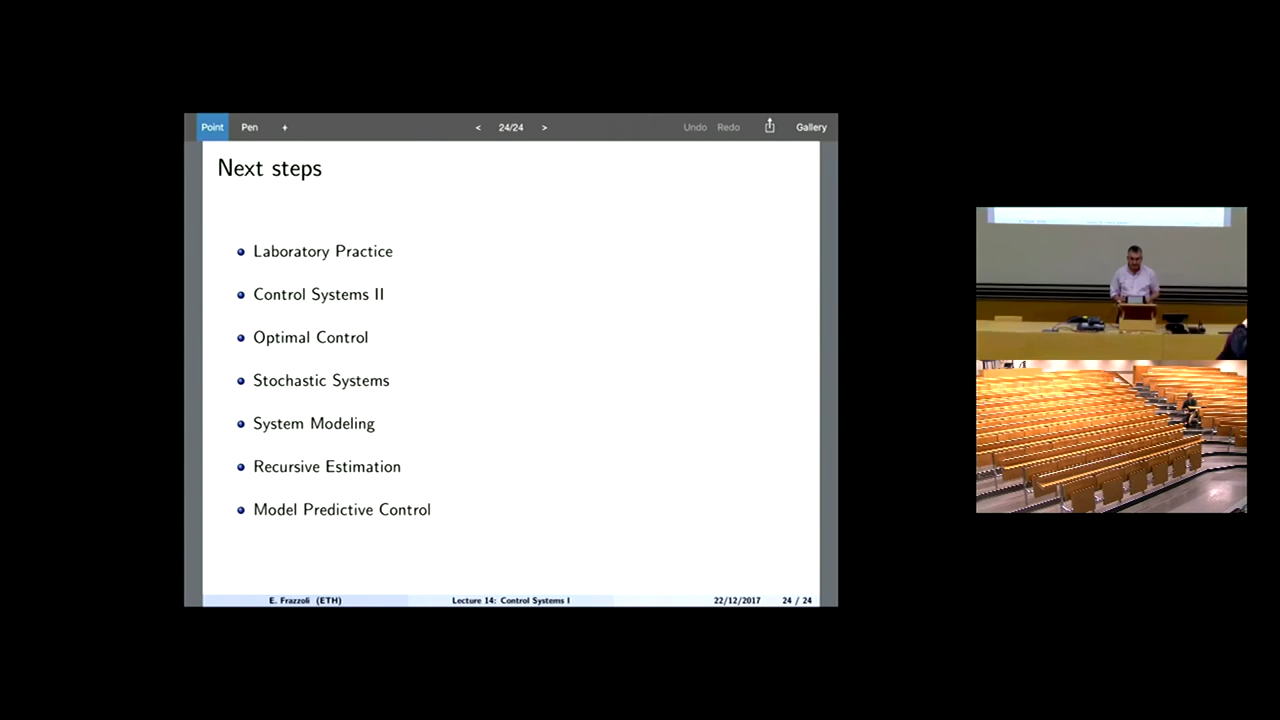 Point Pen + < 24/24 > Undo Redo Gallery
Next steps
Laboratory Practice
Control Systems II
Optimal Control
Stochastic Systems
System Modeling
Recursive Estimation
Model Predictive Control
E. Frazzoli (ETH) Lecture 14: Control Systems I 22/12/2017 24 / 24